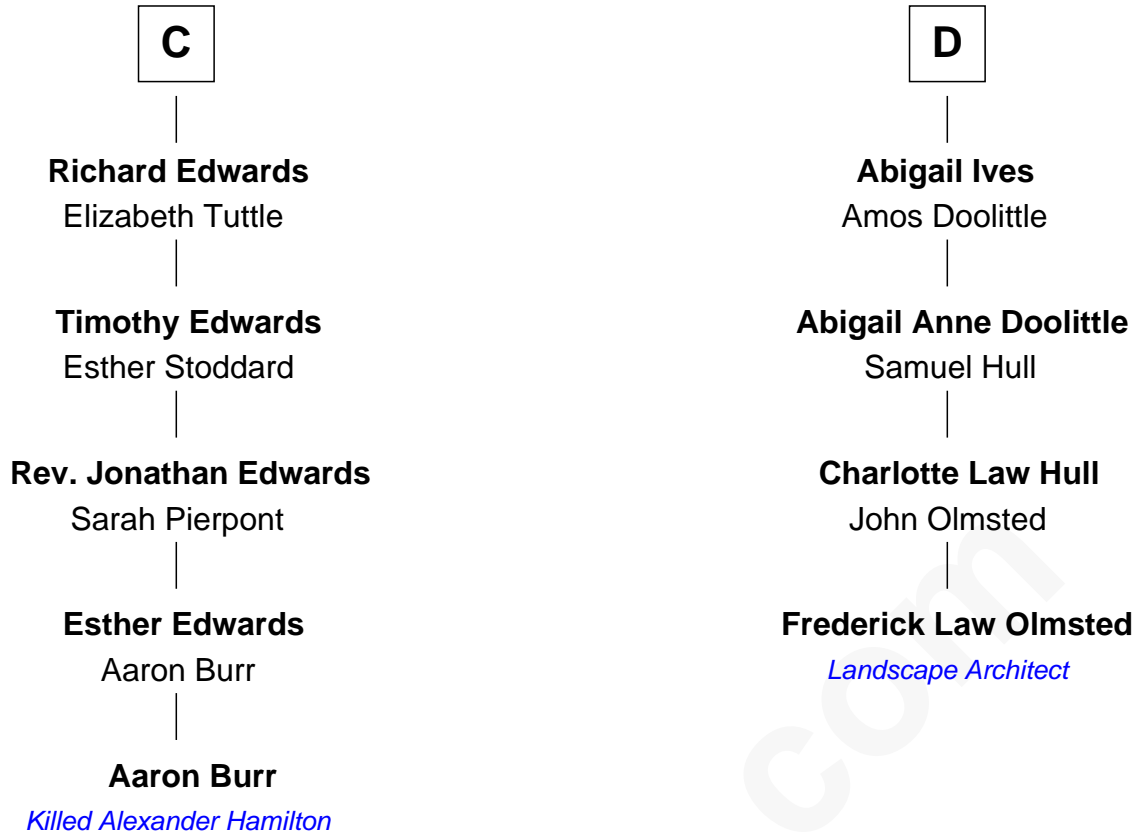 C
Richard Edwards
Elizabeth Tuttle
Timothy Edwards
Esther Stoddard
Rev. Jonathan Edwards
Sarah Pierpont
Esther Edwards
Aaron Burr
Aaron Burr
Killed Alexander Hamilton
D
Abigail Ives
Amos Doolittle
Abigail Anne Doolittle
Samuel Hull
Charlotte Law Hull
John Olmsted
Frederick Law Olmsted
Landscape Architect
com